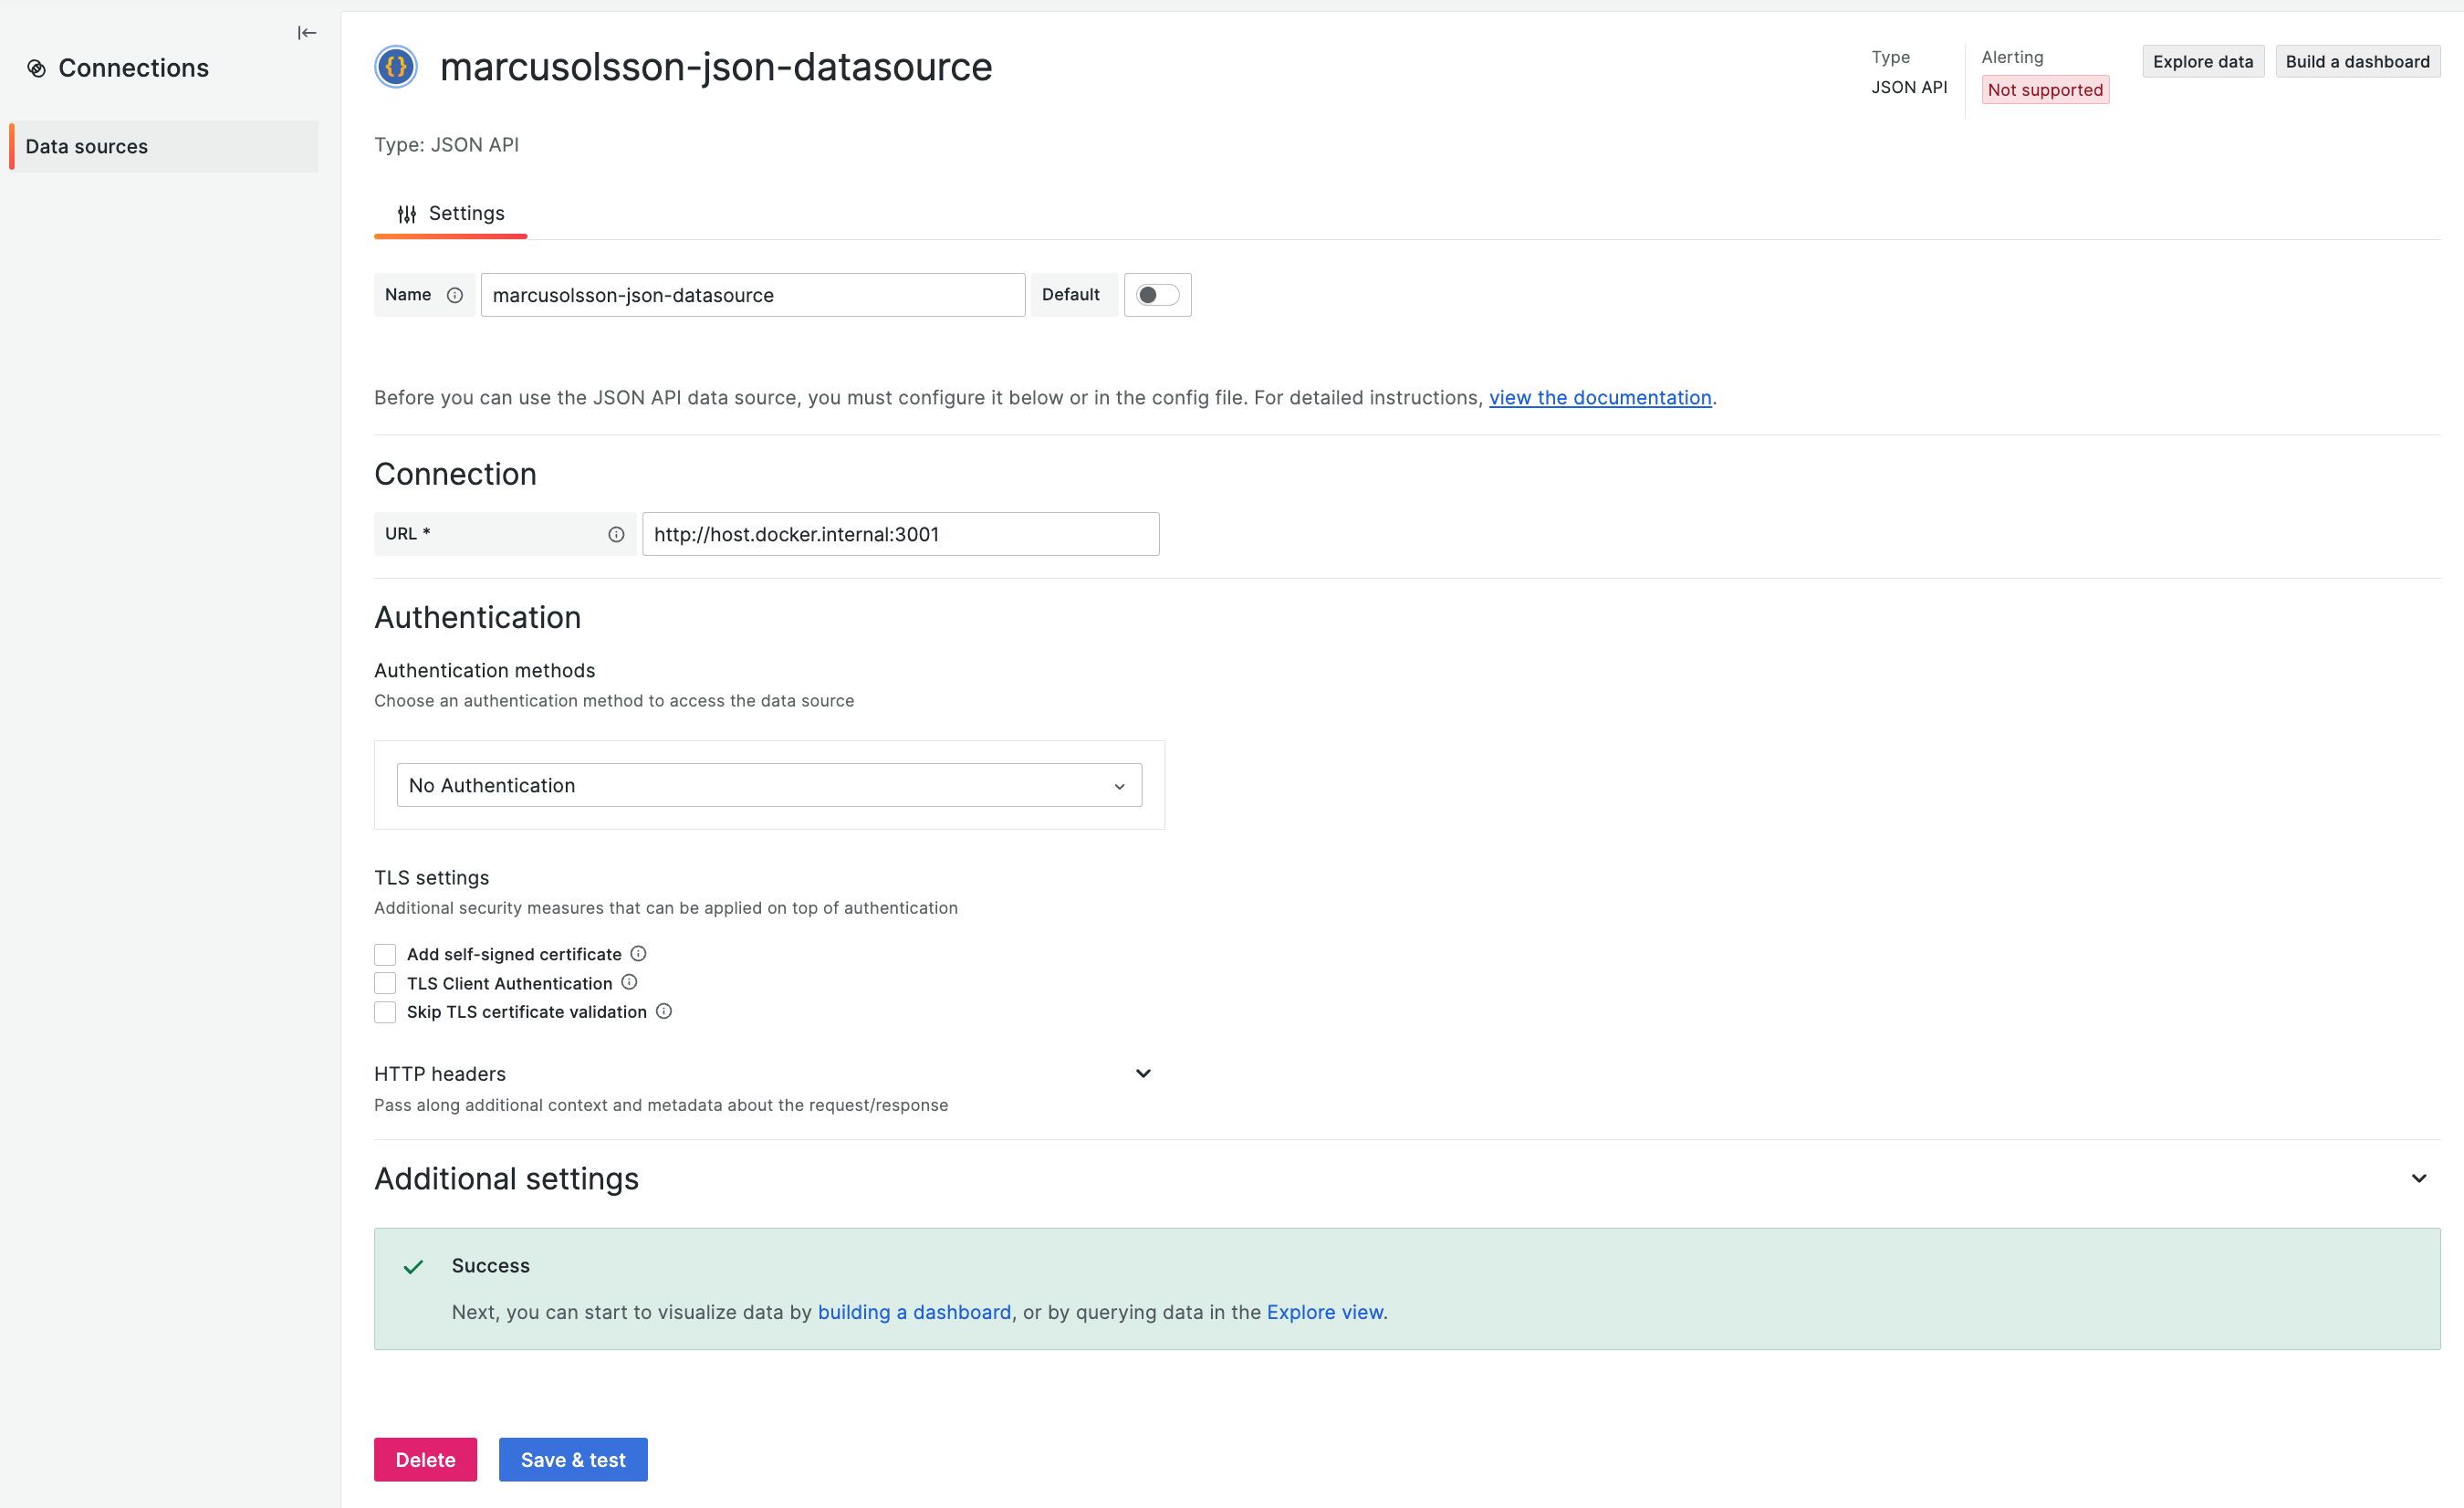 Connections
Data sources
{}
marcusolsson-json-datasource
Type
JSON API
Alerting
Not supported
Explore data
Build a dashboard
Type: JSON API
Settings
Name
marcusolsson-json-datasource
Default
Before you can use the JSON API data source, you must configure it below or in the config file. For detailed instructions, view the documentation.
Connection
URL *
http://host.docker.internal:3001
Authentication
Authentication methods
Choose an authentication method to access the data source
No Authentication
TLS settings
Additional security measures that can be applied on top of authentication
Add self-signed certificate
TLS Client Authentication
Skip TLS certificate validation
HTTP headers
Pass along additional context and metadata about the request/response
Additional settings
Success
Next, you can start to visualize data by building a dashboard, or by querying data in the Explore view.
Delete
Save & test